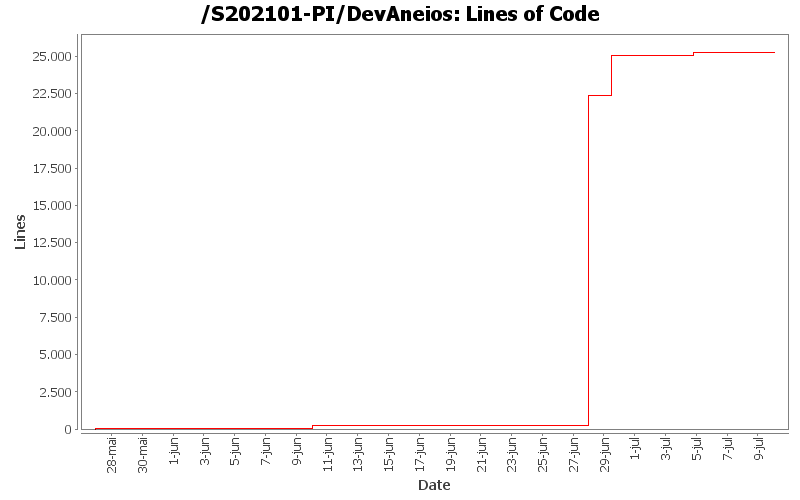 /S202101-PI/DevAneios: Lines of Code
Lines
25.000
22.500
20.000
17.500
15.000
12.500
10.000
7.500
5.000
2.500
0
28-mai
30-mai
1-jun
3-jun
5-jun
7-jun
9-jun
11-jun
13-jun
15-jun
17-jun
19-jun
21-jun
23-jun
25-jun
27-jun
29-jun
1-jul
3-jul
5-jul
7-jul
9-jul
Date